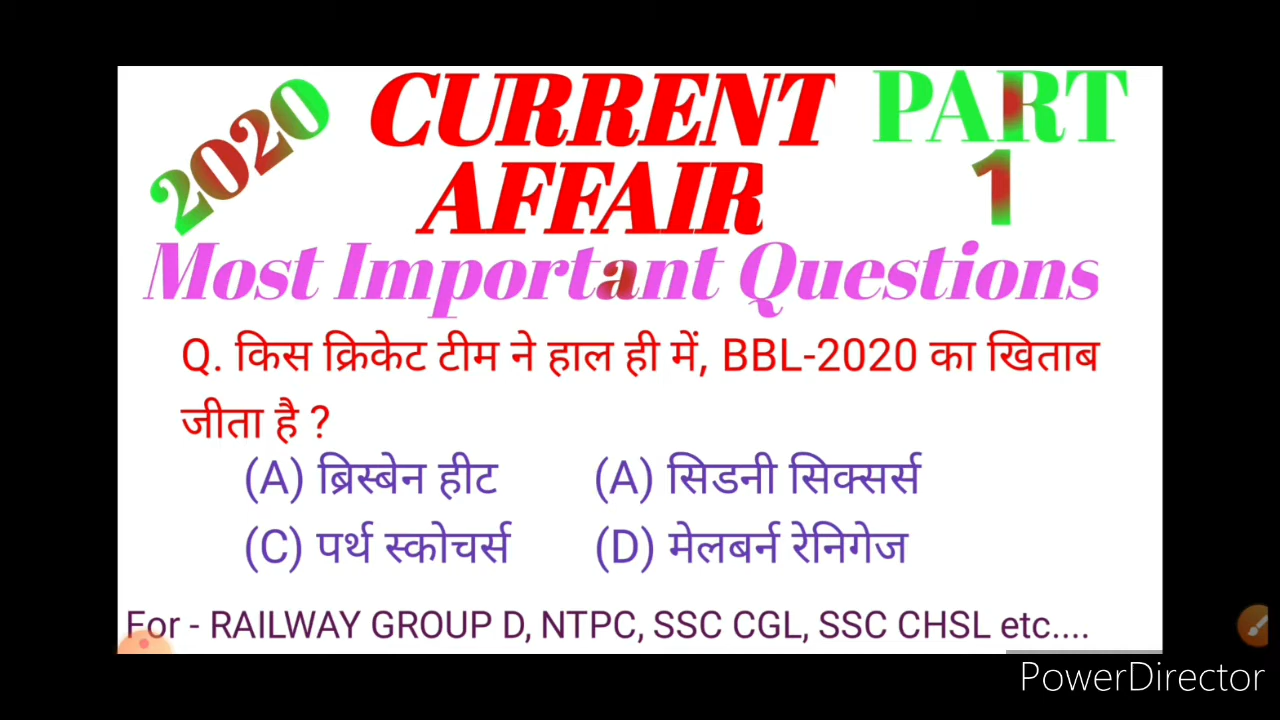 2020 CURRENT PART
AFFAIR 1
Most Important Questions
Q. किस क्रिकेट टीम ने हाल ही में, BBL-2020 का खिताब
जीता है ?
(A) ब्रिस्बेन हीट (A) सिडनी सिक्सर्स
(C) पर्थ स्कोचर्स (D) मेलबर्न रेनिगेज
For - RAILWAY GROUP D, NTPC, SSC CGL, SSC CHSL etc....
PowerDirector